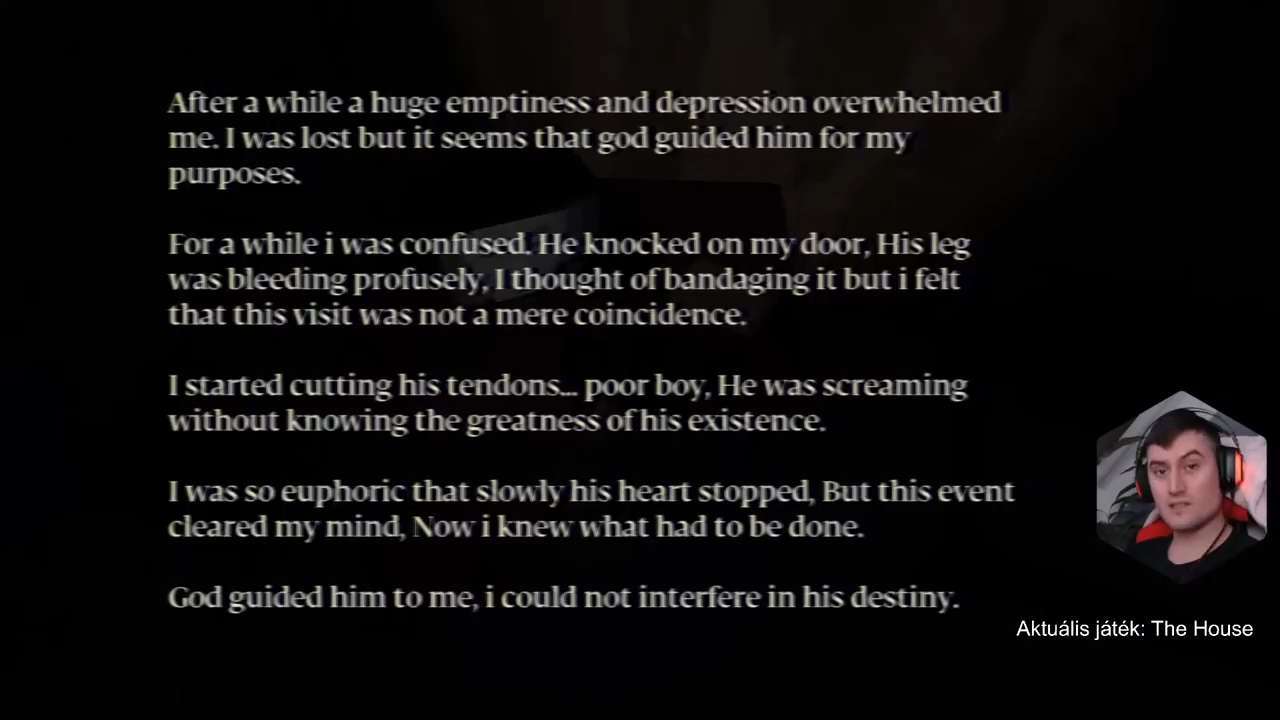 After a while a huge emptiness and depression overwhelmed
me. I was lost but it seems that god guided him for my
purposes.
For a while i was confused. He knocked on my door, His leg
was bleeding profusely, I thought of bandaging it but i felt
that this visit was not a mere coincidence.
I started cutting his tendons... poor boy, He was screaming
without knowing the greatness of his existence.
I was so euphoric that slowly his heart stopped, But this event
cleared my mind, Now i knew what had to be done.
God guided him to me, i could not interfere in his destiny.
Aktuális játék: The House